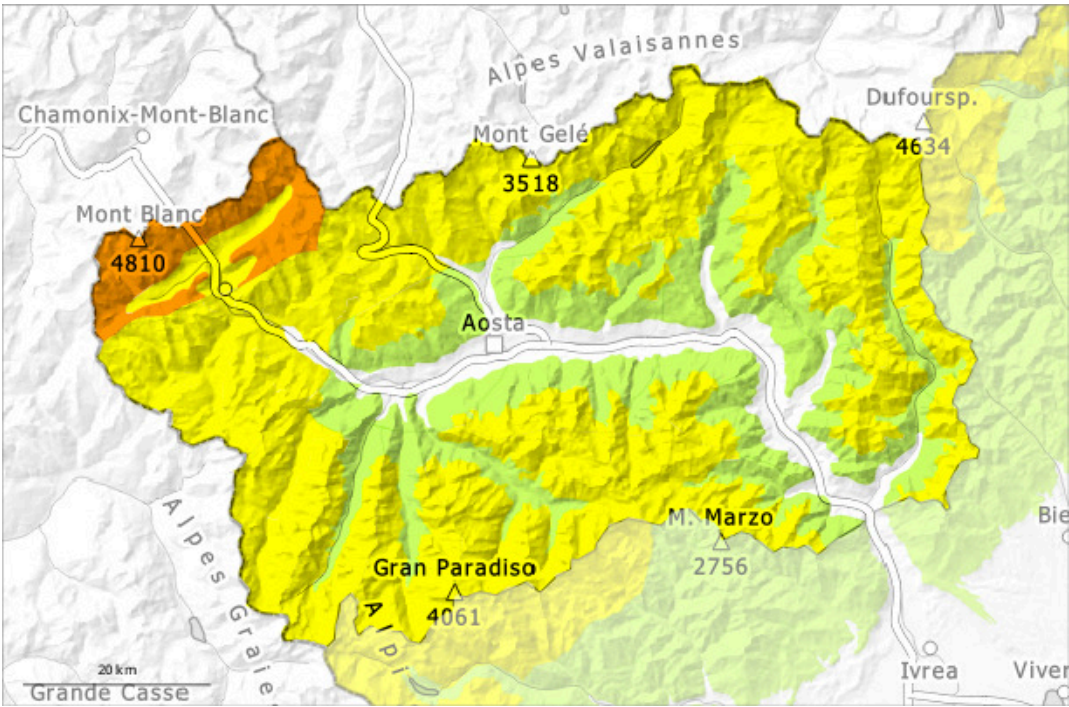 Alpes Valaisannes
Dufoursp.
4634
Chamonix-Mont-Blanc
Mont Gelé
3518
Mont Blanc
4810
Aosta
M. Marzo
2756
Bie
Gran Paradiso
4061
Alpes Graie
Alpi
20 km
Grande Casse
Ivrea
Viver